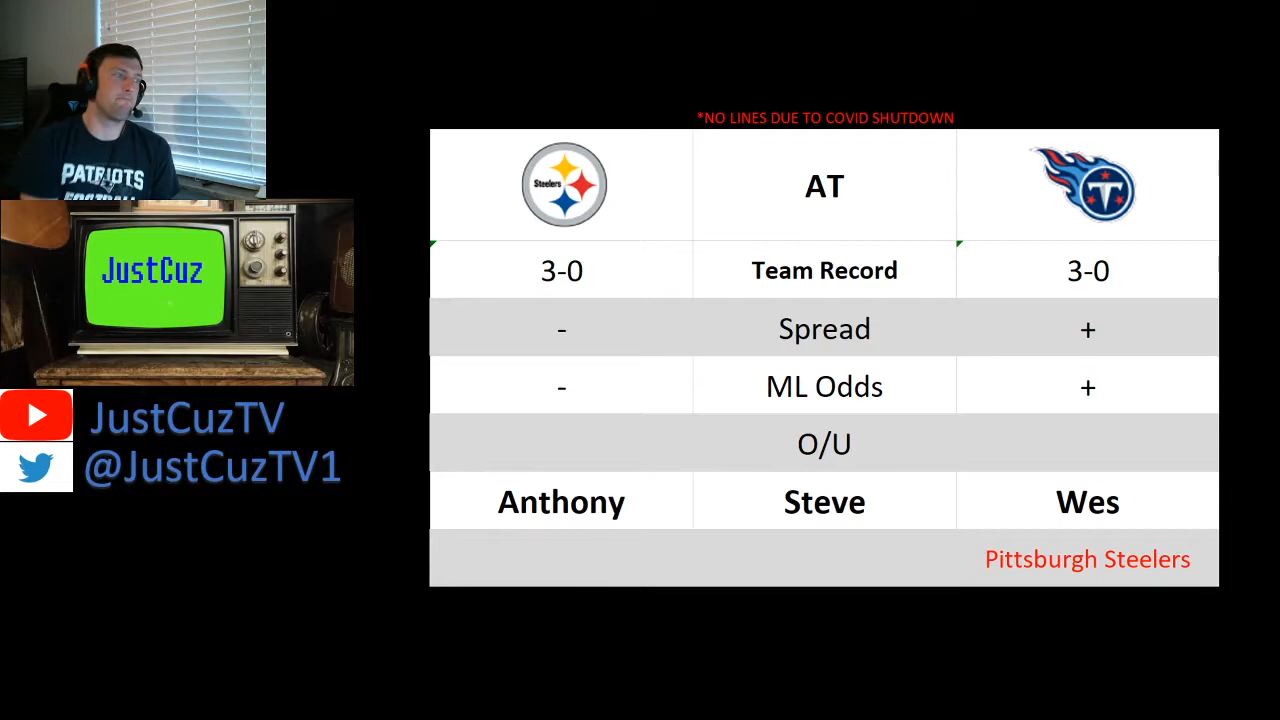 PATRIOTS
FOOTBALL
JustCuz
JustCuzTV
@JustCuzTV1
*NO LINES DUE TO COVID SHUTDOWN
Steelers
AT
T
3-0
Team Record
3-0
-
Spread
+
-
ML Odds
+
O/U
Anthony
Steve
Wes
Pittsburgh Steelers